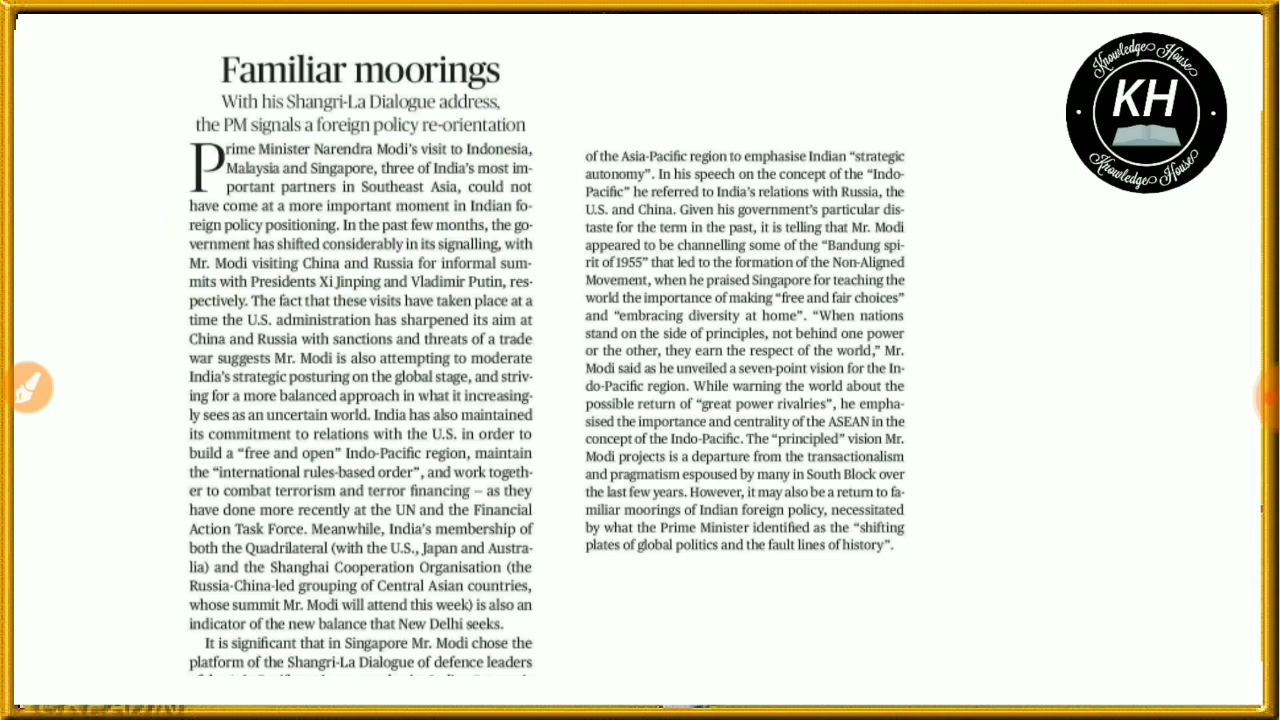 Familiar moorings
With his Shangri-La Dialogue address,
the PM signals a foreign policy re-orientation
Prime Minister Narendra Modi's visit to Indonesia,
Malaysia and Singapore, three of India's most im-
portant partners in Southeast Asia, could not
have come at a more important moment in Indian fo-
reign policy positioning. In the past few months, the go-
vernment has shifted considerably in its signalling, with
Mr. Modi visiting China and Russia for informal sum-
mits with Presidents Xi Jinping and Vladimir Putin, res-
pectively. The fact that these visits have taken place at a
time the U.S. administration has sharpened its aim at
China and Russia with sanctions and threats of a trade
war suggests Mr. Modi is also attempting to moderate
India's strategic posturing on the global stage, and striv-
ing for a more balanced approach in what it increasing-
ly sees as an uncertain world. India has also maintained
its commitment to relations with the U.S. in order to
build a “free and open” Indo-Pacific region, maintain
the “international rules-based order”, and work togeth-
er to combat terrorism and terror financing – as they
have done more recently at the UN and the Financial
Action Task Force. Meanwhile, India's membership of
both the Quadrilateral (with the U.S., Japan and Austra-
lia) and the Shanghai Cooperation Organisation (the
Russia-China-led grouping of Central Asian countries,
whose summit Mr. Modi will attend this week) is also an
indicator of the new balance that New Delhi seeks.
It is significant that in Singapore Mr. Modi chose the
platform of the Shangri-La Dialogue of defence leaders
of the Asia-Pacific region to emphasise Indian “strategic
autonomy”. In his speech on the concept of the “Indo-
Pacific” he referred to India's relations with Russia, the
U.S. and China. Given his government's particular dis-
taste for the term in the past, it is telling that Mr. Modi
appeared to be channelling some of the “Bandung spi-
rit of 1955” that led to the formation of the Non-Aligned
Movement, when he praised Singapore for teaching the
world the importance of making “free and fair choices”
and “embracing diversity at home”. “When nations
stand on the side of principles, not behind one power
or the other, they earn the respect of the world,” Mr.
Modi said as he unveiled a seven-point vision for the In-
do-Pacific region. While warning the world about the
possible return of “great power rivalries”, he empha-
sised the importance and centrality of the ASEAN in the
concept of the Indo-Pacific. The “principled” vision Mr.
Modi projects is a departure from the transactionalism
and pragmatism espoused by many in South Block over
the last few years. However, it may also be a return to fa-
miliar moorings of Indian foreign policy, necessitated
by what the Prime Minister identified as the “shifting
plates of global politics and the fault lines of history”.
Knowledge House
KH
Knowledge House